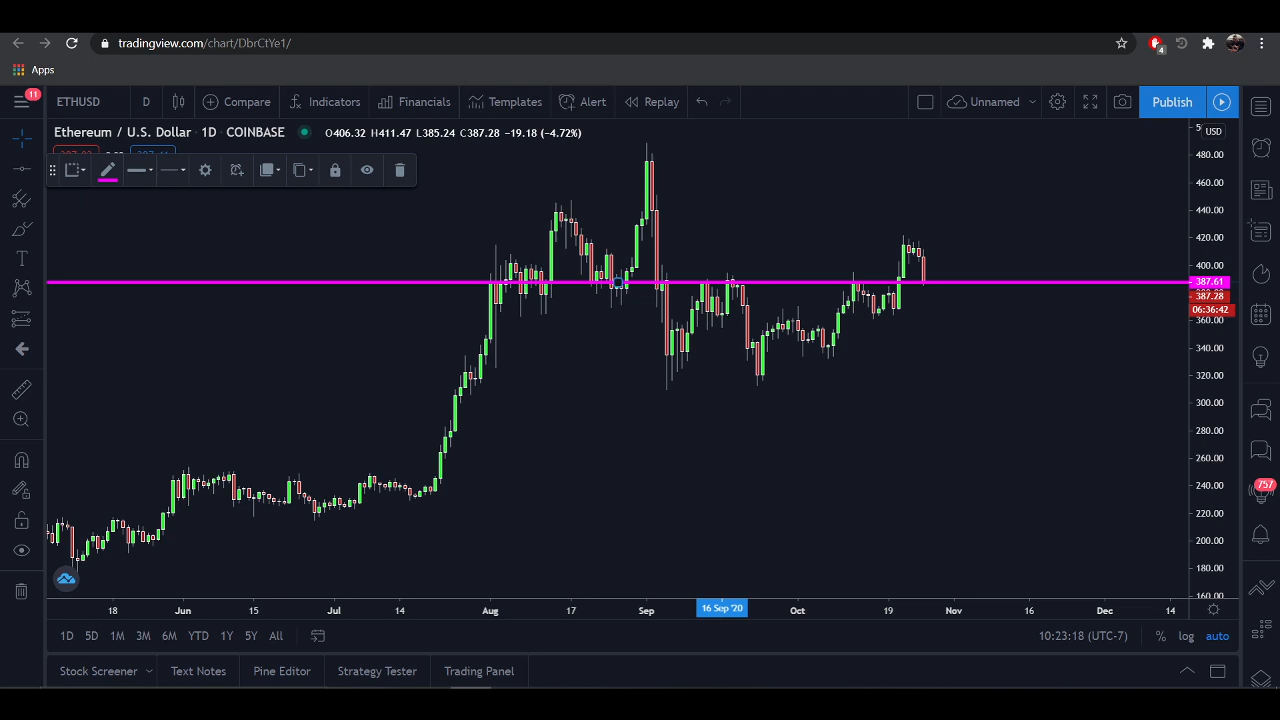 tradingview.com/chart/DbrCtYe1/
4
Apps
11
ETHUSD D Compare Indicators Financials Templates Alert Replay Unnamed Publish
Ethereum / U.S. Dollar · 1D · COINBASE O406.32 H411.47 L385.24 C387.28 −19.18 (−4.72%)
USD
480.00
460.00
440.00
420.00
400.00
387.61
387.28
06:36:42
360.00
340.00
320.00
300.00
280.00
260.00
240.00
220.00
200.00
180.00
160.00
757
18 Jun 15 Jul 14 Aug 17 Sep 16 Sep '20 Oct 19 Nov 16 Dec 14
1D 5D 1M 3M 6M YTD 1Y 5Y All 10:23:18 (UTC-7) % log auto
Stock Screener Text Notes Pine Editor Strategy Tester Trading Panel